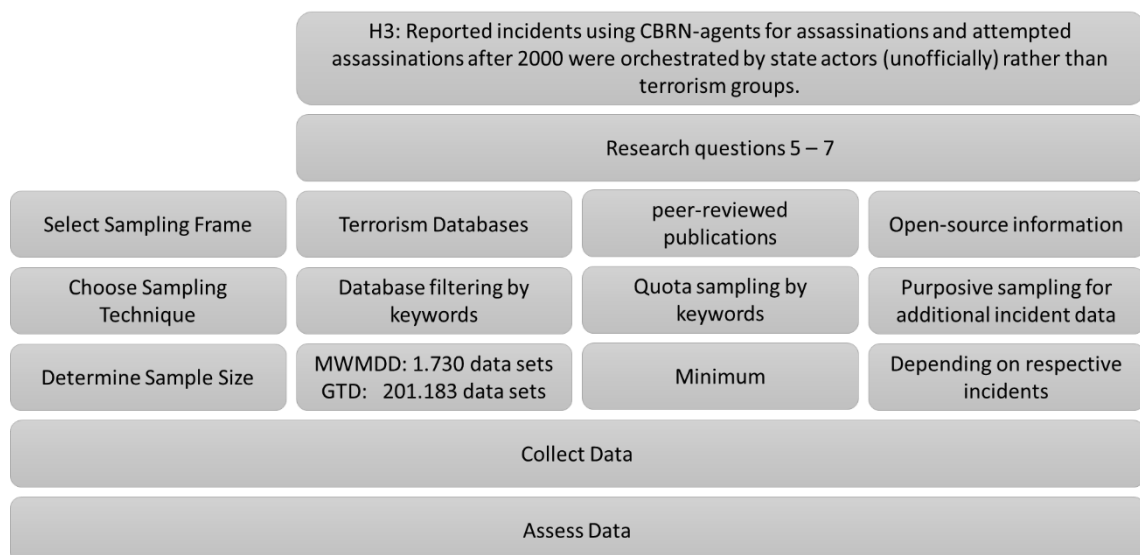 H3: Reported incidents using CBRN-agents for assassinations and attempted
assassinations after 2000 were orchestrated by state actors (unofficially) rather than
terrorism groups.
Research questions 5 – 7
Select Sampling Frame
Terrorism Databases
peer-reviewed
publications
Open-source information
Choose Sampling
Technique
Database filtering by
keywords
Quota sampling by
keywords
Purposive sampling for
additional incident data
Determine Sample Size
MWMDD: 1.730 data sets
GTD: 201.183 data sets
Minimum
Depending on respective
incidents
Collect Data
Assess Data